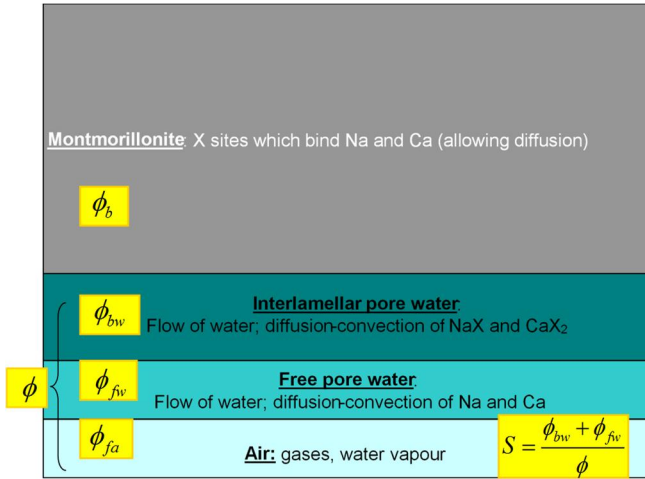 Montmorillonite: X sites which bind Na and Ca (allowing diffusion)
ϕ_b
ϕ_bw
Interlamellar pore water:
Flow of water; diffusion-convection of NaX and CaX₂
ϕ
ϕ_fw
Free pore water:
Flow of water; diffusion-convection of Na and Ca
ϕ_fa
Air: gases, water vapour
S = (ϕ_bw + ϕ_fw) / ϕ